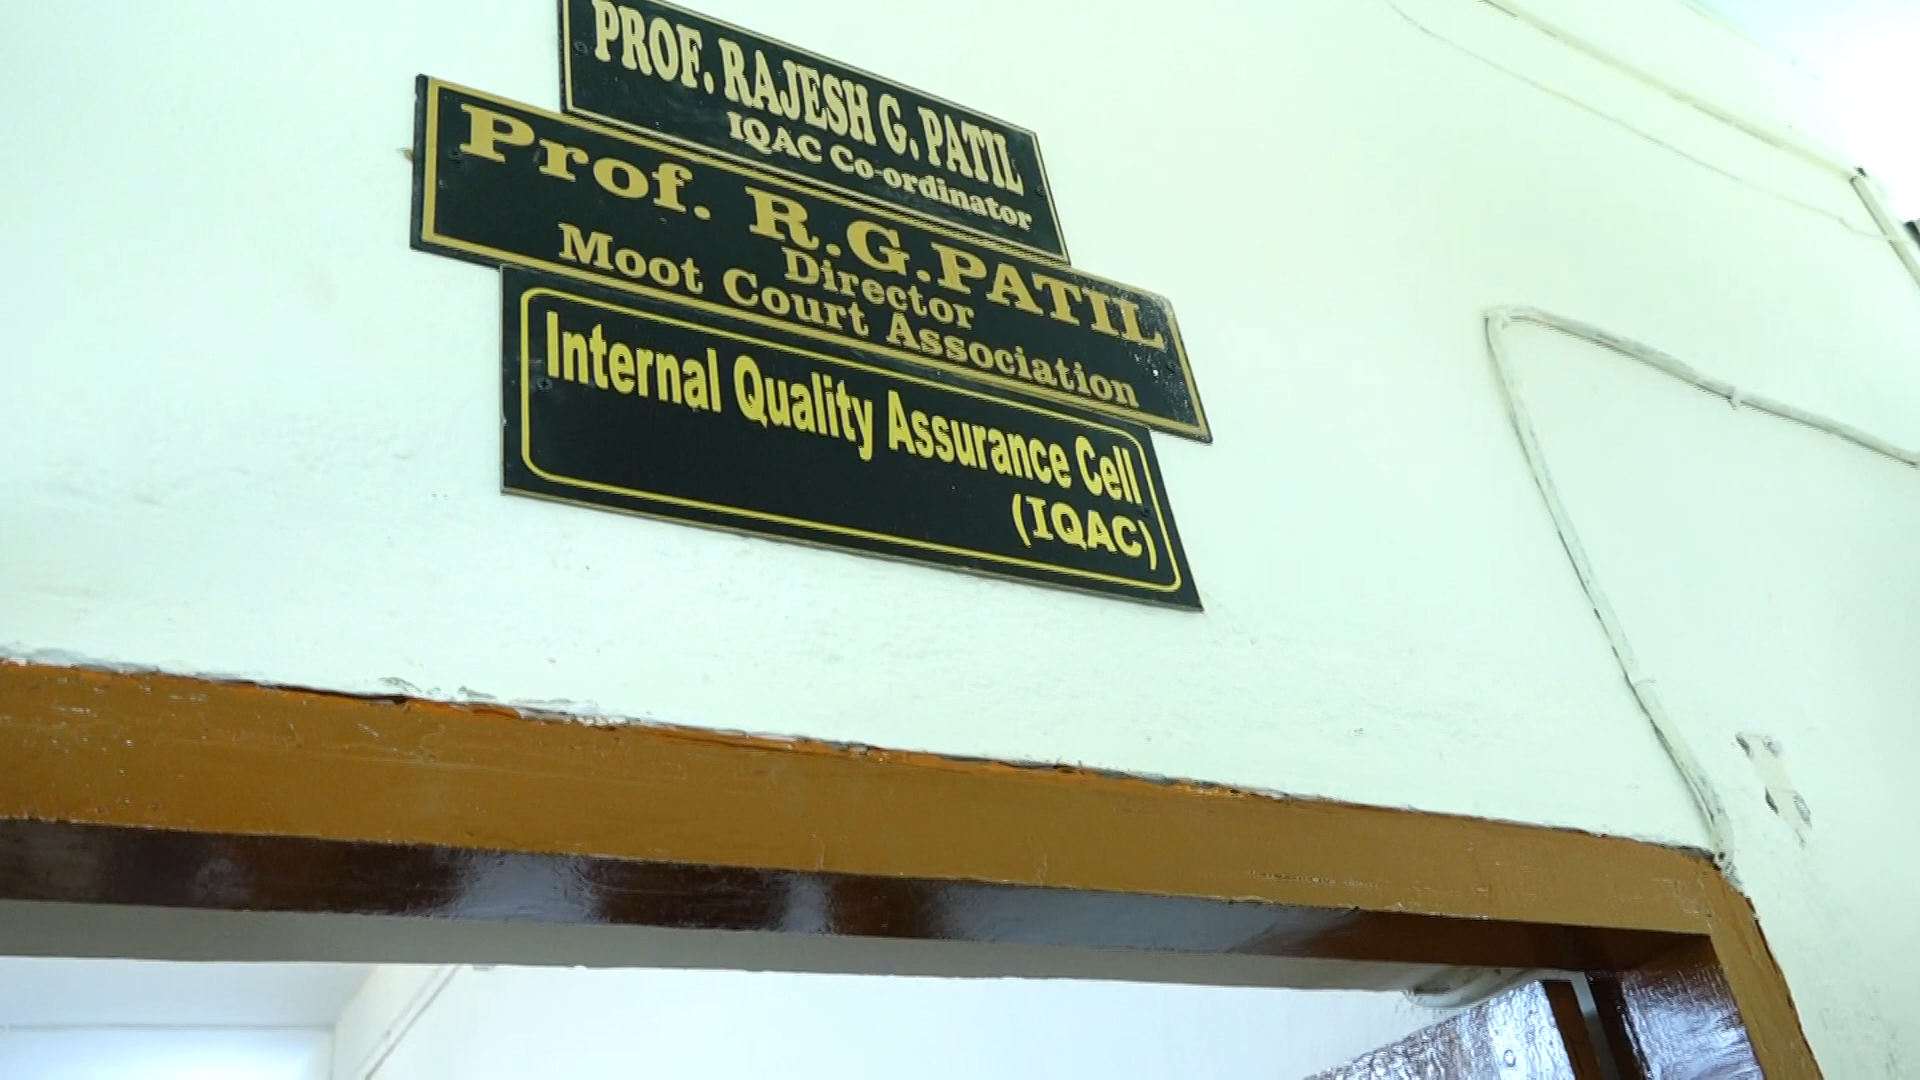 PROF. RAJESH G. PATIL
IQAC Co-ordinator
Prof. R.G.PATIL
Director
Moot Court Association
Internal Quality Assurance Cell
(IQAC)